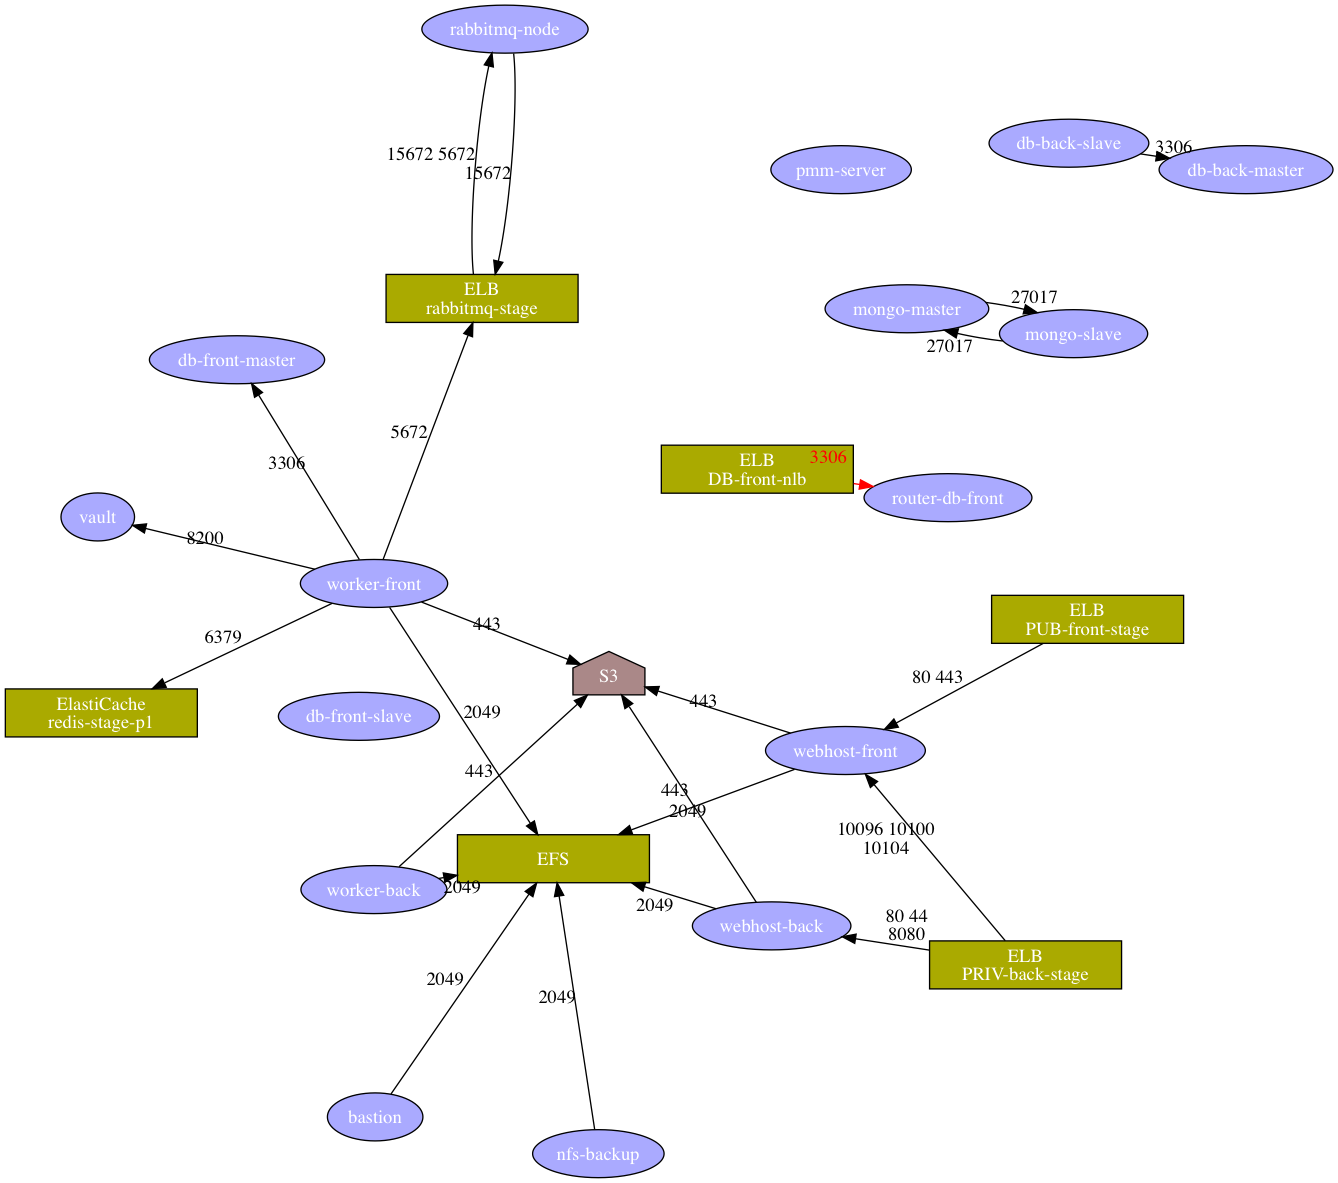 rabbitmq-node
db-back-slave
3306
15672 5672
pmm-server
db-back-master
15672
ELB
rabbitmq-stage
27017
mongo-master
mongo-slave
27017
db-front-master
5672
3306
ELB
DB-front-nlb
3306
router-db-front
vault
8200
worker-front
ELB
PUB-front-stage
443
6379
S3
80 443
ElastiCache
redis-stage-p1
db-front-slave
2049
443
webhost-front
443
443
2049
10096 10100
10104
EFS
worker-back
2049
2049
webhost-back
80 44
8080
ELB
PRIV-back-stage
2049
2049
bastion
nfs-backup